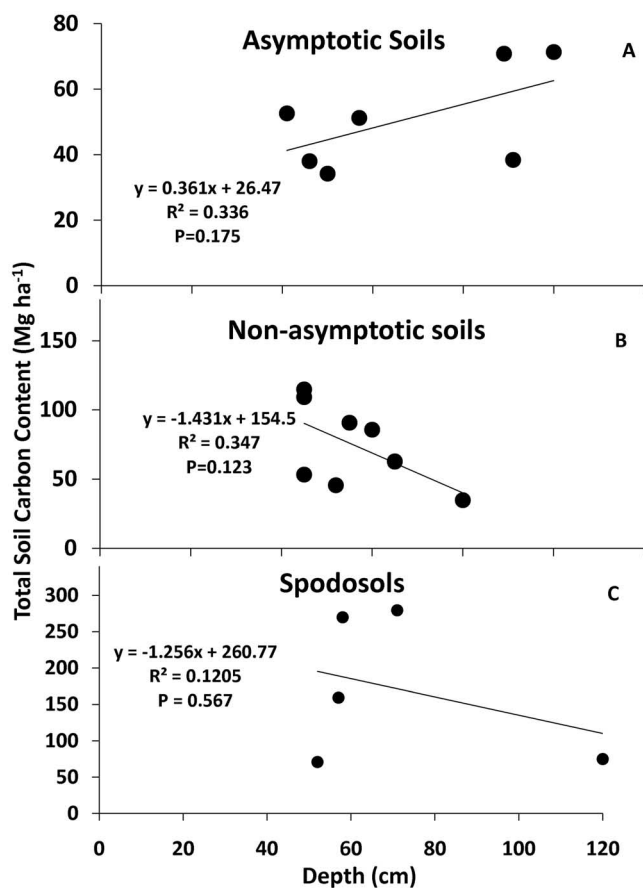 Total Soil Carbon Content (Mg ha⁻¹)
Asymptotic Soils
A
80
60
40
20
0
y = 0.361x + 26.47
R² = 0.336
P=0.175
Non-asymptotic soils
B
150
100
50
0
y = -1.431x + 154.5
R² = 0.347
P=0.123
Spodosols
C
300
250
200
150
100
50
0
y = -1.256x + 260.77
R² = 0.1205
P = 0.567
0 20 40 60 80 100 120
Depth (cm)